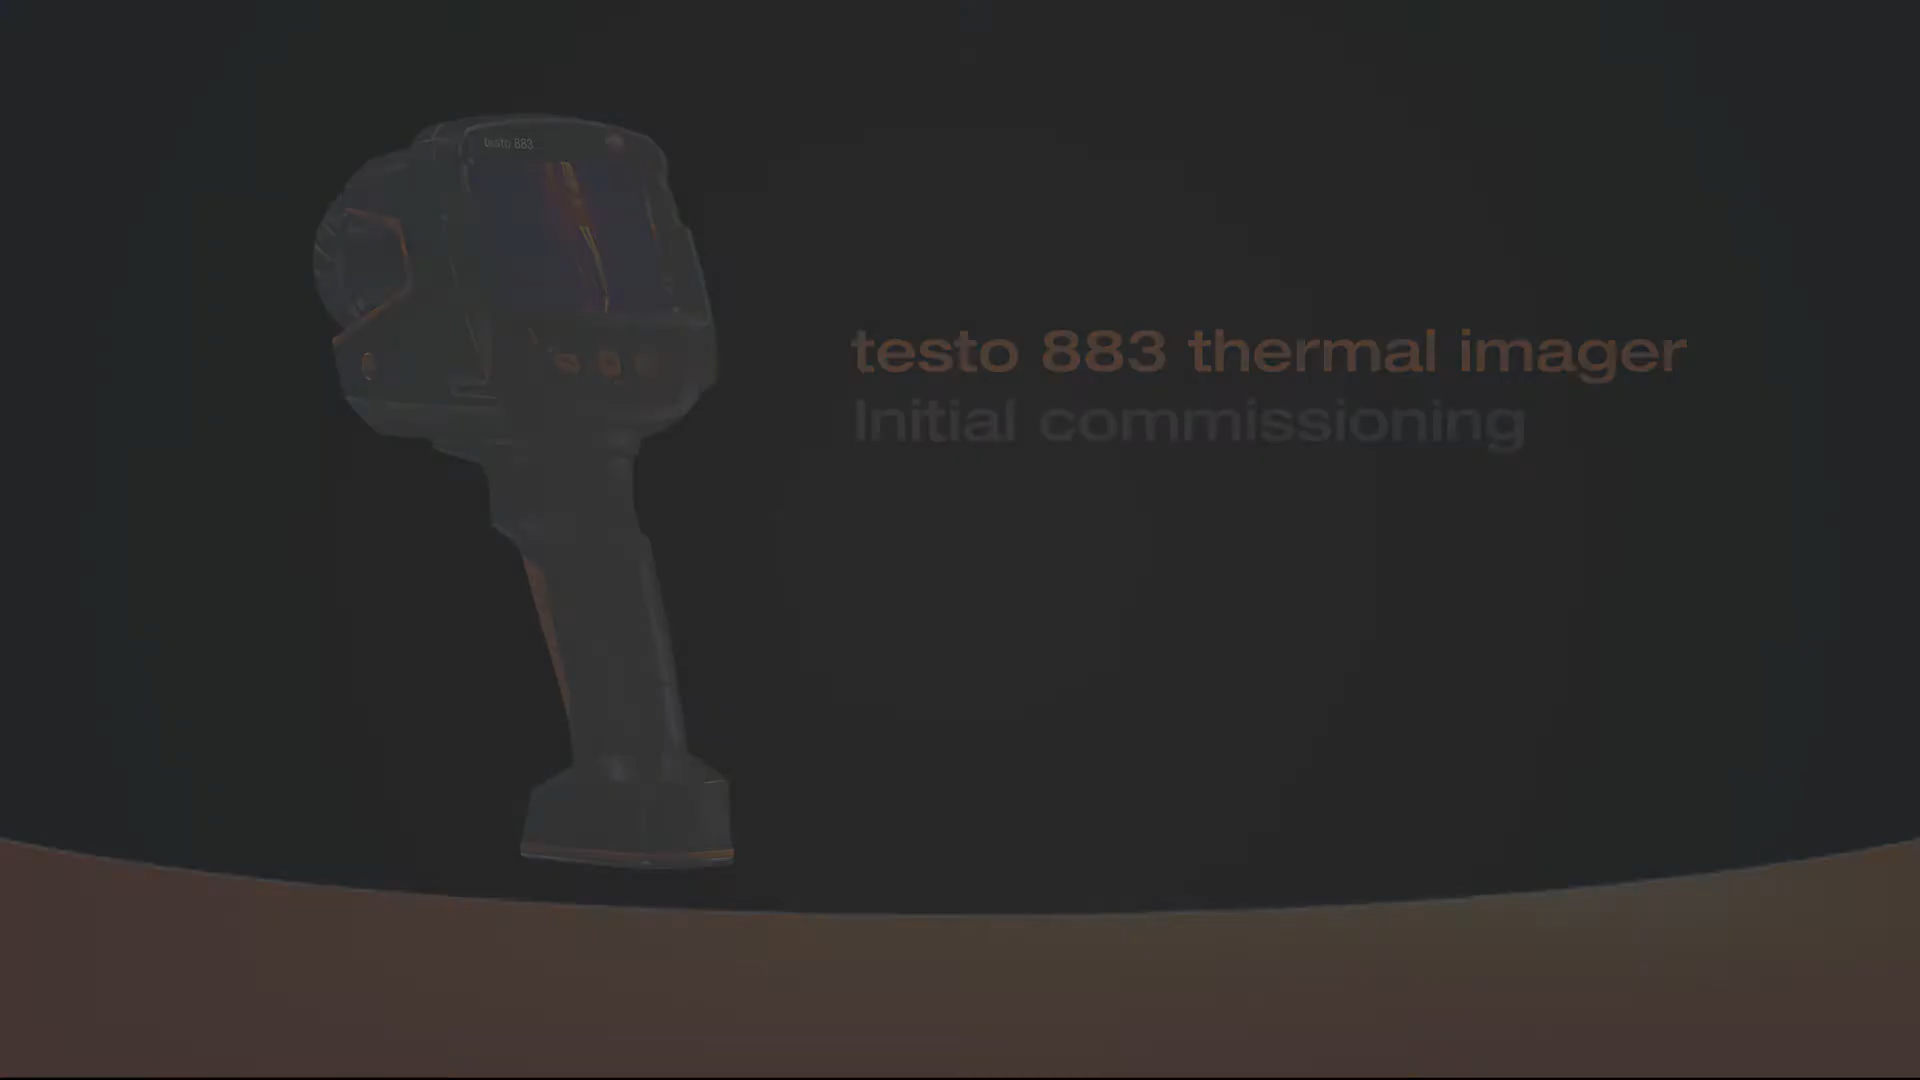 testo 883
testo 883 thermal imager
Initial commissioning